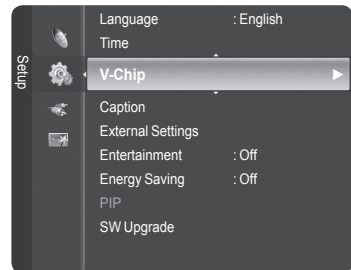 Setup
Language : English
Time
V-Chip
Caption
External Settings
Entertainment : Off
Energy Saving : Off
PIP
SW Upgrade